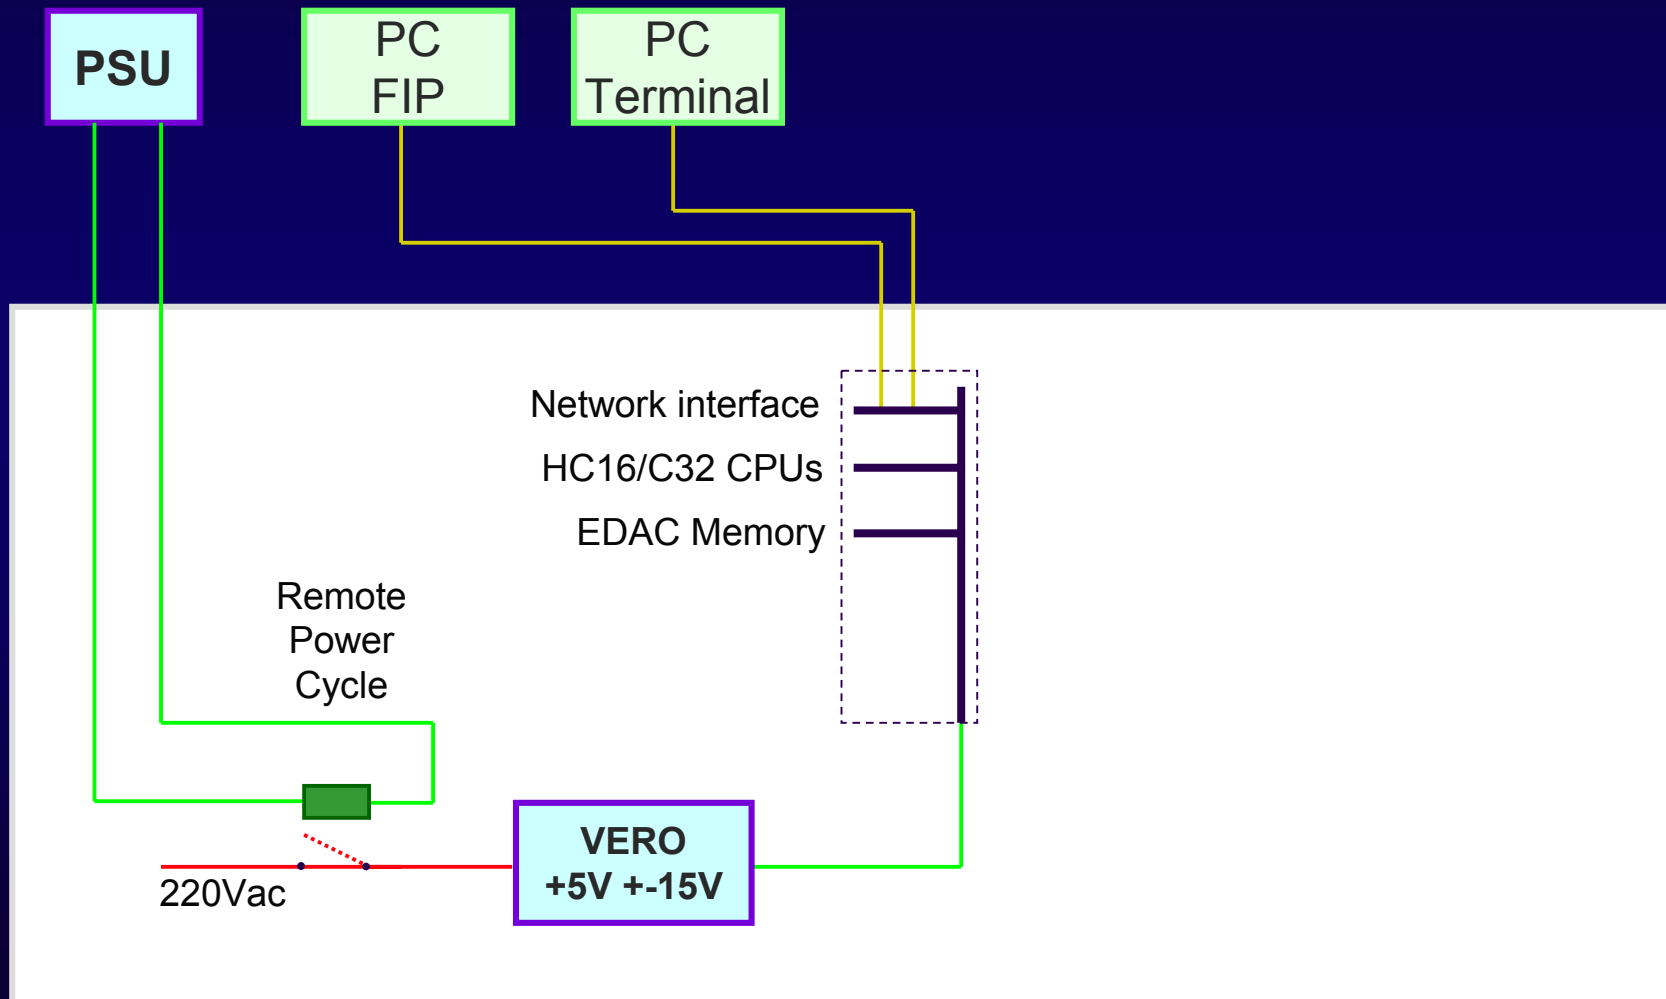 PSU
PC
FIP
PC
Terminal
Network interface
HC16/C32 CPUs
EDAC Memory
Remote
Power
Cycle
VERO
+5V +-15V
220Vac